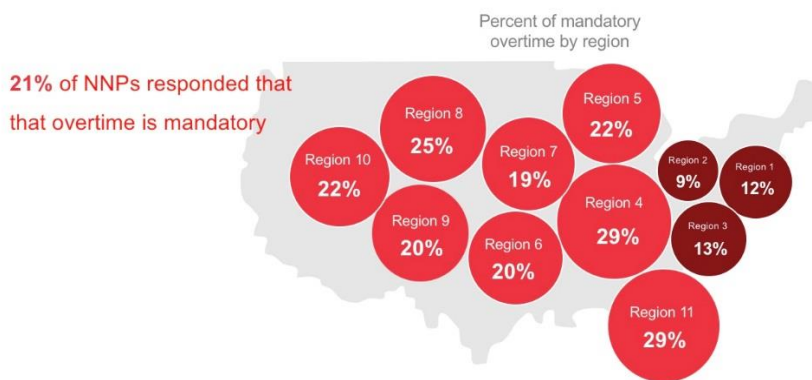 Percent of mandatory
overtime by region
21% of NNPs responded that
that overtime is mandatory
Region 5
22%
Region 8
25%
Region 7
19%
Region 10
22%
Region 2
9%
Region 1
12%
Region 4
29%
Region 9
20%
Region 6
20%
Region 3
13%
Region 11
29%